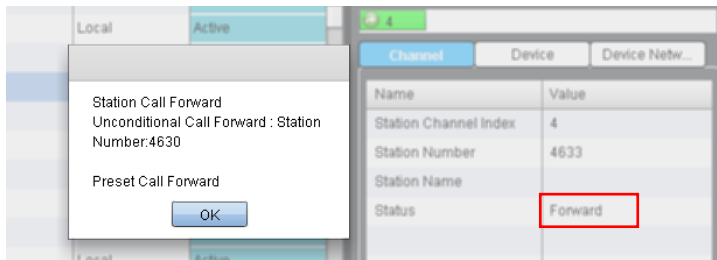 Local
Active
Station Call Forward
Unconditional Call Forward : Station
Number:4630
Preset Call Forward
OK
4
Channel
Device
Device Netw...
Name
Value
Station Channel Index
4
Station Number
4633
Station Name
Status
Forward
Local
Active